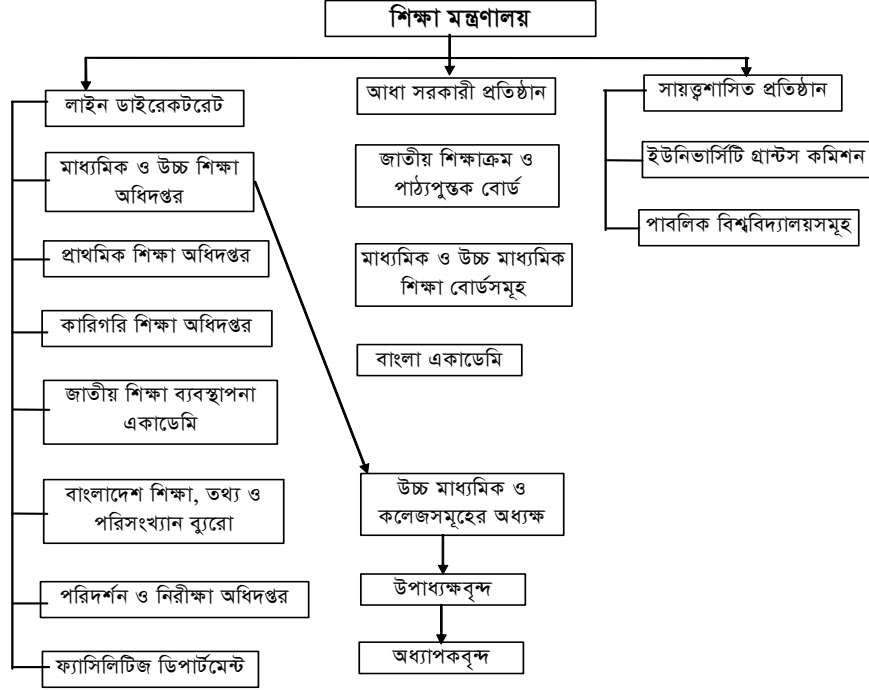 শিক্ষা মন্ত্রণালয়
লাইন ডাইরেকটরেট
মাধ্যমিক ও উচ্চ শিক্ষা
অধিদপ্তর
প্রাথমিক শিক্ষা অধিদপ্তর
কারিগরি শিক্ষা অধিদপ্তর
জাতীয় শিক্ষা ব্যবস্থাপনা
একাডেমি
বাংলাদেশ শিক্ষা, তথ্য ও
পরিসংখ্যান ব্যুরো
পরিদর্শন ও নিরীক্ষা অধিদপ্তর
ফ্যাসিলিটিজ ডিপার্টমেন্ট
আধা সরকারী প্রতিষ্ঠান
জাতীয় শিক্ষাক্রম ও
পাঠ্যপুস্তক বোর্ড
মাধ্যমিক ও উচ্চ মাধ্যমিক
শিক্ষা বোর্ডসমূহ
বাংলা একাডেমি
উচ্চ মাধ্যমিক ও
কলেজসমূহের অধ্যক্ষ
উপাধ্যক্ষবৃন্দ
অধ্যাপকবৃন্দ
সায়ত্ত্বশাসিত প্রতিষ্ঠান
ইউনিভার্সিটি গ্রান্টস কমিশন
পাবলিক বিশ্ববিদ্যালয়সমূহ